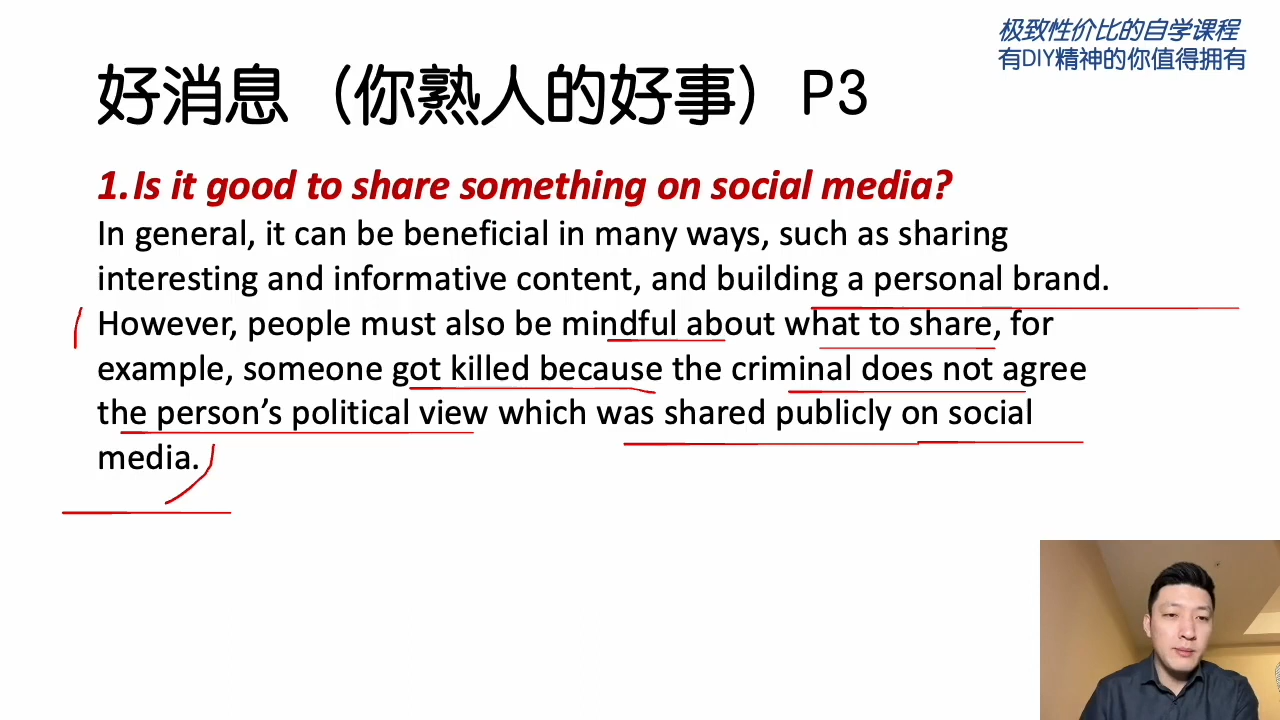 极致性价比的自学课程
有DIY精神的你值得拥有
好消息（你熟人的好事）P3
1. Is it good to share something on social media?
In general, it can be beneficial in many ways, such as sharing
interesting and informative content, and building a personal brand.
However, people must also be mindful about what to share, for
example, someone got killed because the criminal does not agree
the person’s political view which was shared publicly on social
media.